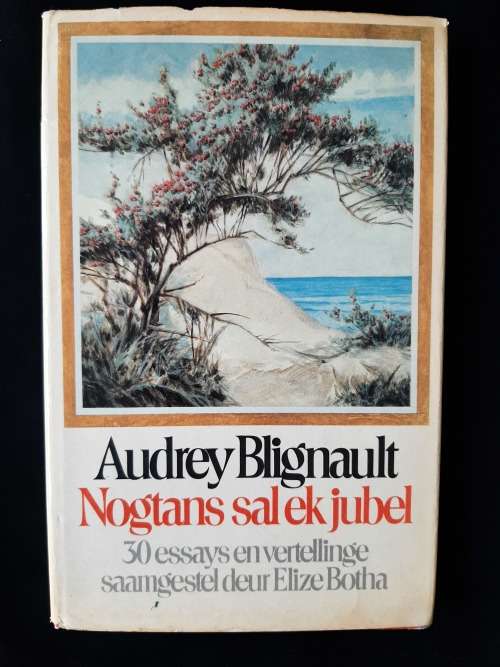 Audrey Blignault
Nogtans sal ek jubel
30 essays en vertellinge
saamgestel deur Elize Botha